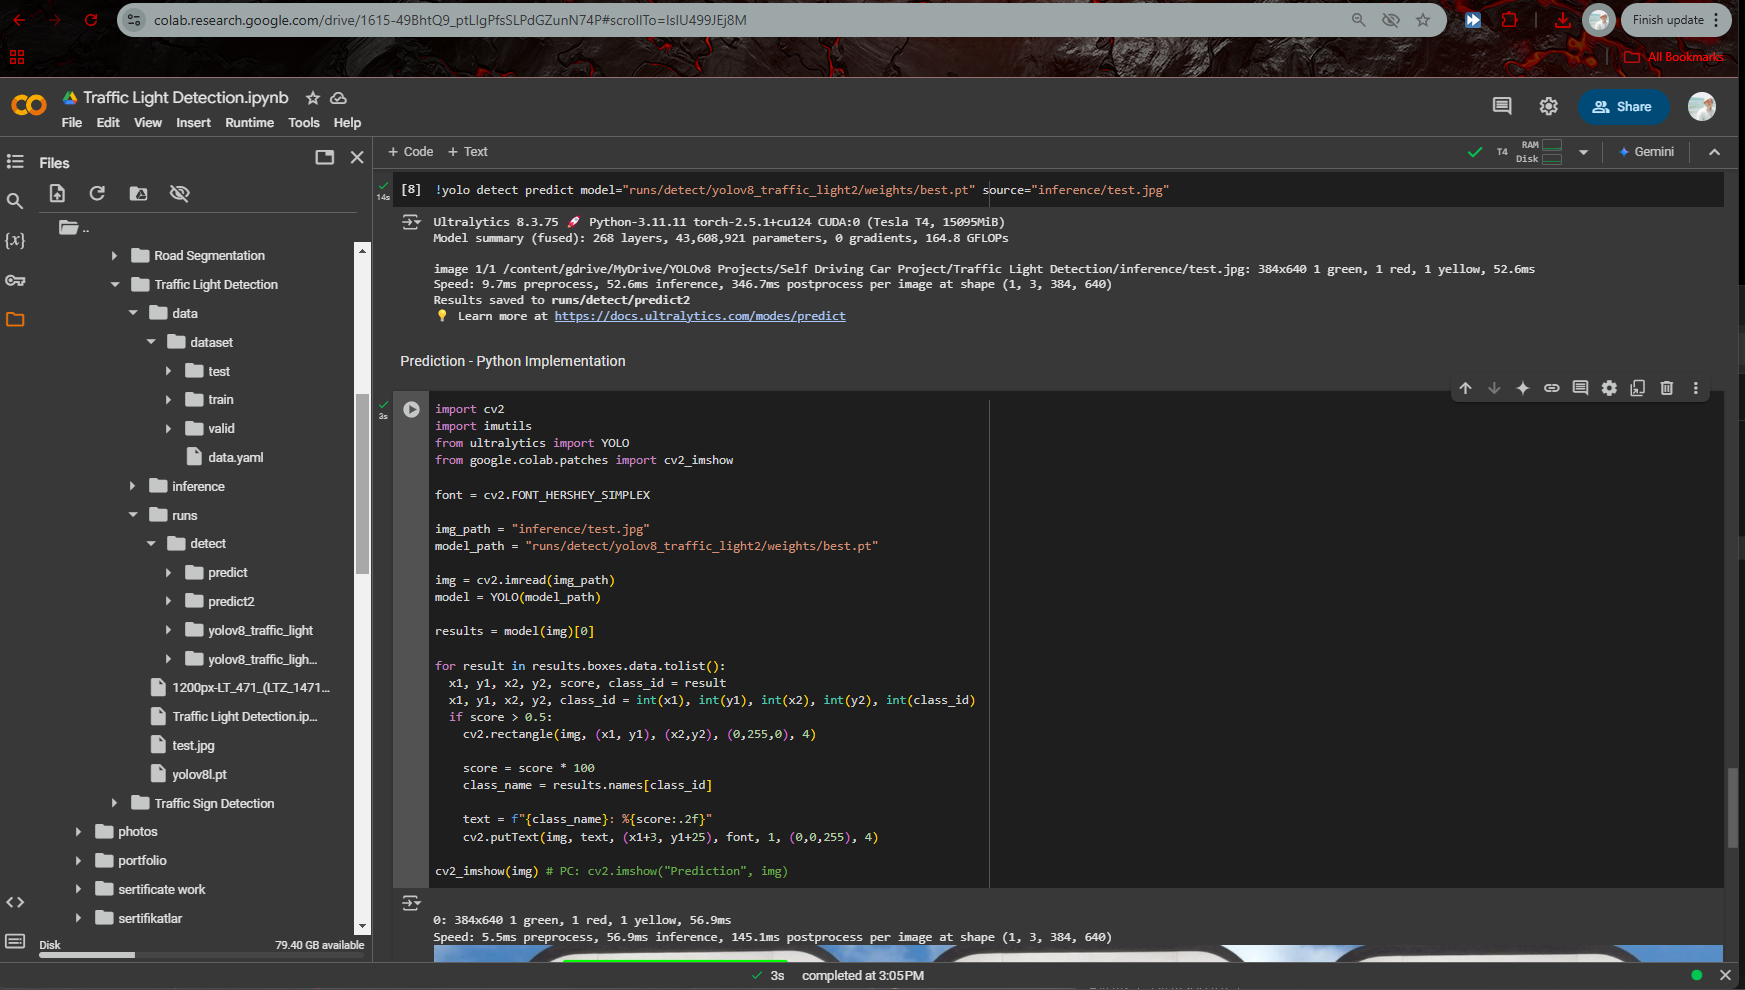 colab.research.google.com/drive/1615-49BhtQ9_ptLIgPfsSLPdGZunN74P#scrollTo=IsIU499JEj8M
Finish update
All Bookmarks
Traffic Light Detection.ipynb
File Edit View Insert Runtime Tools Help
Share
Files
+ Code + Text
T4 RAM Disk
Gemini
..
Road Segmentation
Traffic Light Detection
data
dataset
test
train
valid
data.yaml
inference
runs
detect
predict
predict2
yolov8_traffic_light
yolov8_traffic_ligh...
1200px-LT_471_(LTZ_1471...
Traffic Light Detection.ip...
test.jpg
yolov8l.pt
Traffic Sign Detection
photos
portfolio
sertificate work
sertifikatlar
Disk 79.40 GB available
14s
[8] !yolo detect predict model="runs/detect/yolov8_traffic_light2/weights/best.pt" source="inference/test.jpg"
Ultralytics 8.3.75 🚀 Python-3.11.11 torch-2.5.1+cu124 CUDA:0 (Tesla T4, 15095MiB)
Model summary (fused): 268 layers, 43,608,921 parameters, 0 gradients, 164.8 GFLOPs
image 1/1 /content/gdrive/MyDrive/YOLOv8 Projects/Self Driving Car Project/Traffic Light Detection/inference/test.jpg: 384x640 1 green, 1 red, 1 yellow, 52.6ms
Speed: 9.7ms preprocess, 52.6ms inference, 346.7ms postprocess per image at shape (1, 3, 384, 640)
Results saved to runs/detect/predict2
💡 Learn more at https://docs.ultralytics.com/modes/predict
Prediction - Python Implementation
3s
import cv2
import imutils
from ultralytics import YOLO
from google.colab.patches import cv2_imshow
font = cv2.FONT_HERSHEY_SIMPLEX
img_path = "inference/test.jpg"
model_path = "runs/detect/yolov8_traffic_light2/weights/best.pt"
img = cv2.imread(img_path)
model = YOLO(model_path)
results = model(img)[0]
for result in results.boxes.data.tolist():
x1, y1, x2, y2, score, class_id = result
x1, y1, x2, y2, class_id = int(x1), int(y1), int(x2), int(y2), int(class_id)
if score > 0.5:
cv2.rectangle(img, (x1, y1), (x2,y2), (0,255,0), 4)
score = score * 100
class_name = results.names[class_id]
text = f"{class_name}: %{score:.2f}"
cv2.putText(img, text, (x1+3, y1+25), font, 1, (0,0,255), 4)
cv2_imshow(img) # PC: cv2.imshow("Prediction", img)
0: 384x640 1 green, 1 red, 1 yellow, 56.9ms
Speed: 5.5ms preprocess, 56.9ms inference, 145.1ms postprocess per image at shape (1, 3, 384, 640)
3s completed at 3:05 PM